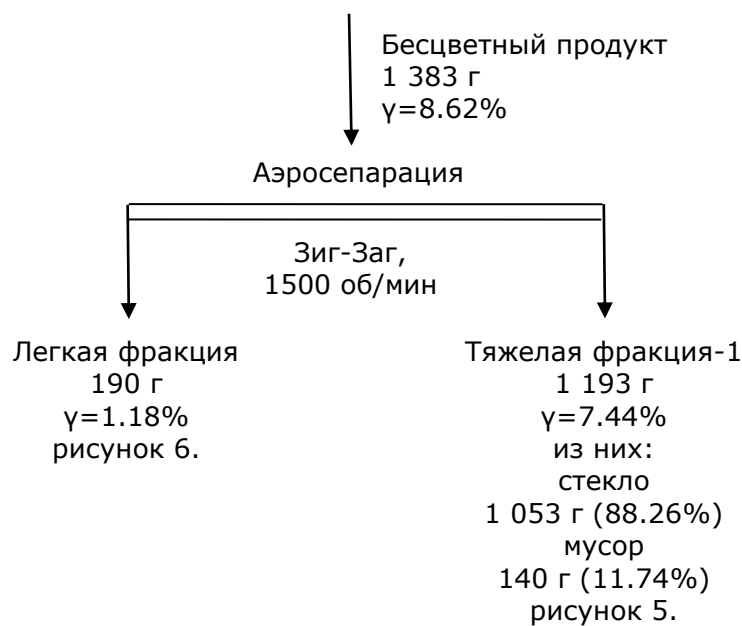 Бесцветный продукт
1 383 г
γ=8.62%
Аэросепарация
Зиг-Заг,
1500 об/мин
Легкая фракция
190 г
γ=1.18%
рисунок 6.
Тяжелая фракция-1
1 193 г
γ=7.44%
из них:
стекло
1 053 г (88.26%)
мусор
140 г (11.74%)
рисунок 5.